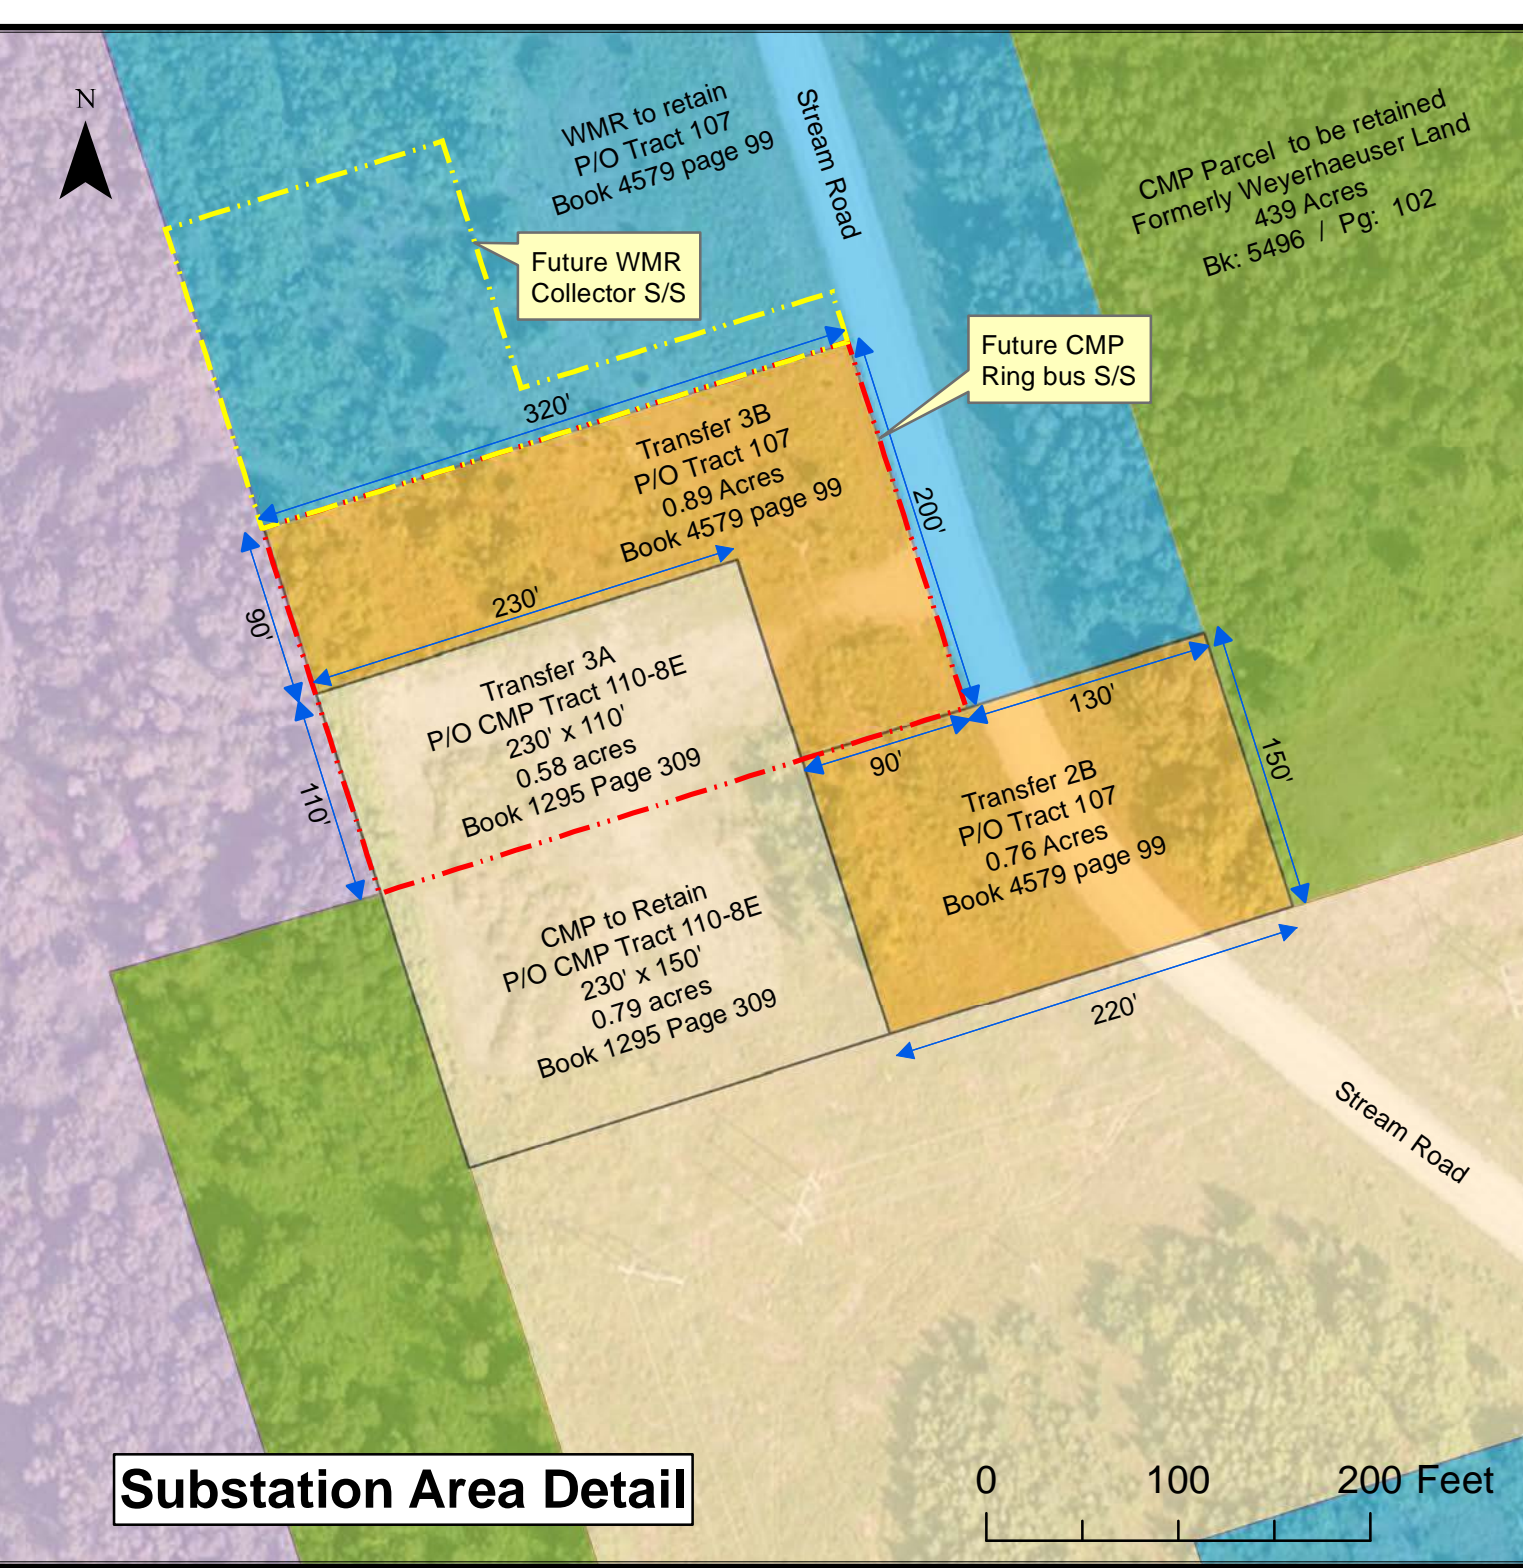 N
WMR to retain
P/O Tract 107
Book 4579 page 99
Stream Road
CMP Parcel to be retained
Formerly Weyerhaeuser Land
439 Acres
Bk: 5496 / Pg: 102
Future WMR
Collector S/S
Future CMP
Ring bus S/S
320'
Transfer 3B
P/O Tract 107
0.89 Acres
Book 4579 page 99
200'
90'
230'
Transfer 3A
P/O CMP Tract 110-8E
230' x 110'
0.58 acres
Book 1295 Page 309
110'
130'
90'
150'
Transfer 2B
P/O Tract 107
0.76 Acres
Book 4579 page 99
CMP to Retain
P/O CMP Tract 110-8E
230' x 150'
0.79 acres
Book 1295 Page 309
220'
Stream Road
Substation Area Detail
0 100 200 Feet